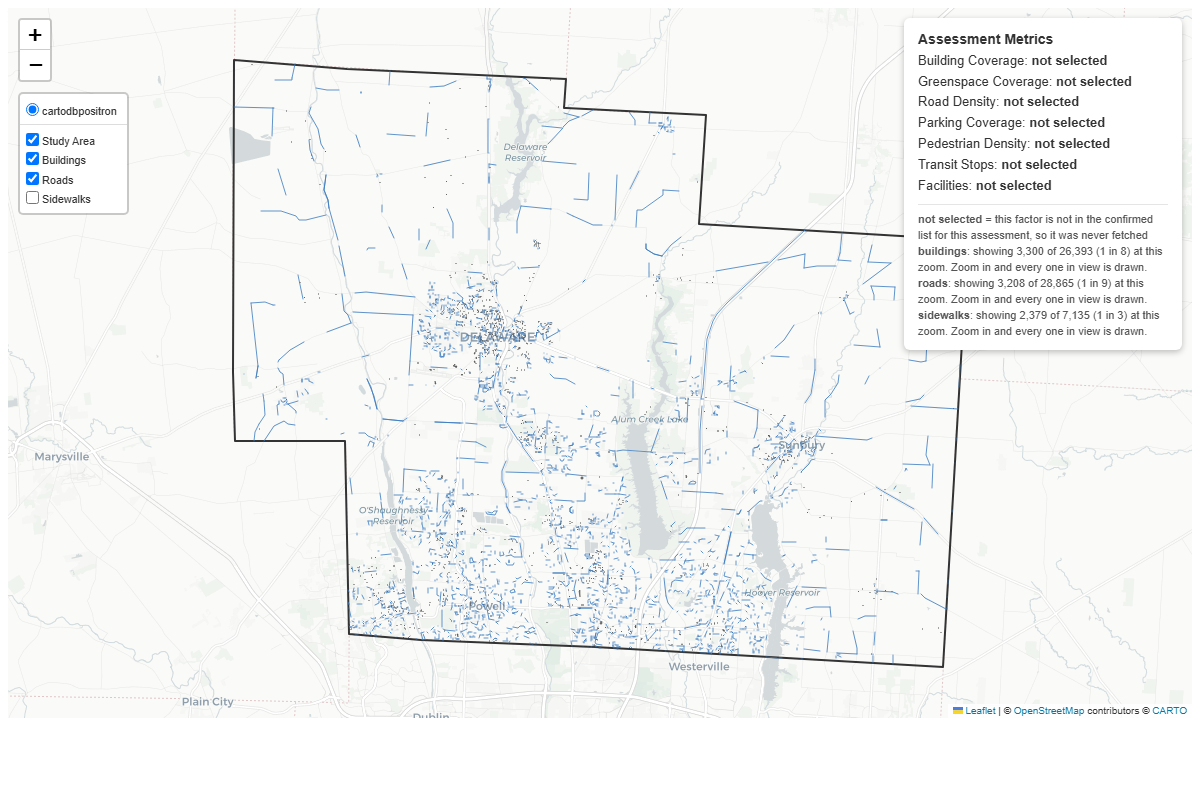 +
−
cartodbpositron
Study Area
Buildings
Roads
Sidewalks
Assessment Metrics
Building Coverage: not selected
Greenspace Coverage: not selected
Road Density: not selected
Parking Coverage: not selected
Pedestrian Density: not selected
Transit Stops: not selected
Facilities: not selected
not selected = this factor is not in the confirmed
list for this assessment, so it was never fetched
buildings: showing 3,300 of 26,393 (1 in 8) at this
zoom. Zoom in and every one in view is drawn.
roads: showing 3,208 of 28,865 (1 in 9) at this
zoom. Zoom in and every one in view is drawn.
sidewalks: showing 2,379 of 7,135 (1 in 3) at this
zoom. Zoom in and every one in view is drawn.
Delaware
Reservoir
DELAWARE
Alum Creek Lake
Sunbury
Marysville
O'Shaughnessy
Reservoir
Hoover Reservoir
Powell
Westerville
Plain City
Dublin
Leaflet | © OpenStreetMap contributors © CARTO